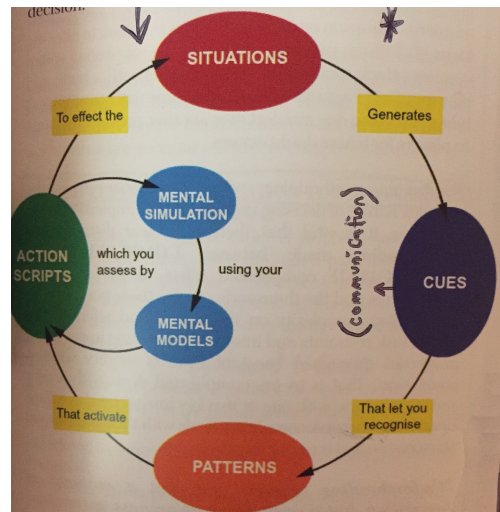 decision.
SITUATIONS
To effect the
Generates
MENTAL
SIMULATION
(communication)
ACTION
SCRIPTS
which you
assess by
using your
CUES
MENTAL
MODELS
That activate
That let you
recognise
PATTERNS